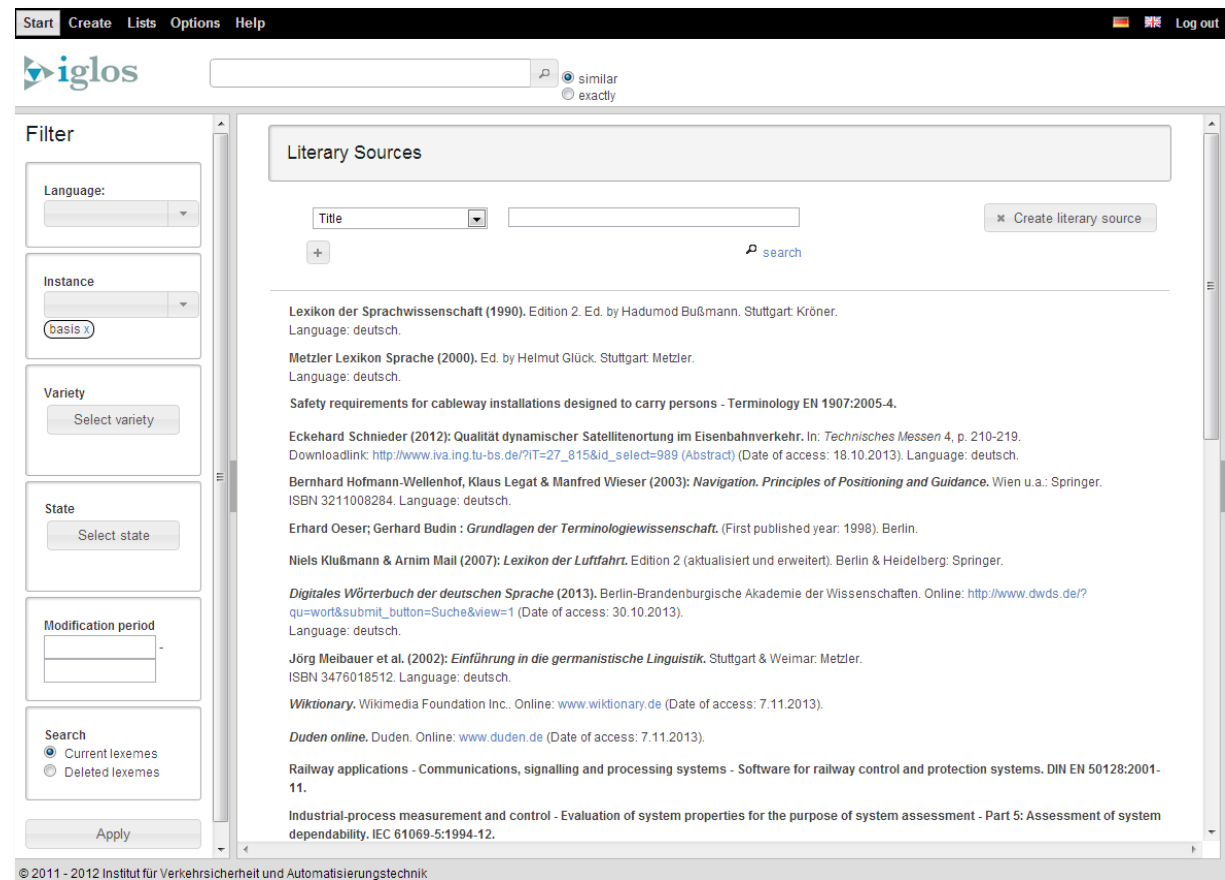 Start Create Lists Options Help Log out
iglos
similar
exactly
Filter
Language:
Instance
basis x
Variety
Select variety
State
Select state
Modification period
-
Search
Current lexemes
Deleted lexemes
Apply
Literary Sources
Title
Create literary source
+
search
Lexikon der Sprachwissenschaft (1990). Edition 2. Ed. by Hadumod Bußmann. Stuttgart: Kröner.
Language: deutsch.
Metzler Lexikon Sprache (2000). Ed. by Helmut Glück. Stuttgart: Metzler.
Language: deutsch.
Safety requirements for cableway installations designed to carry persons - Terminology EN 1907:2005-4.
Eckehard Schnieder (2012): Qualität dynamischer Satellitenortung im Eisenbahnverkehr. In: Technisches Messen 4, p. 210-219.
Downloadlink: http://www.iva.ing.tu-bs.de/?iT=27_815&id_select=989 (Abstract) (Date of access: 18.10.2013). Language: deutsch.
Bernhard Hofmann-Wellenhof, Klaus Legat & Manfred Wieser (2003): Navigation. Principles of Positioning and Guidance. Wien u.a.: Springer.
ISBN 3211008284. Language: deutsch.
Erhard Oeser; Gerhard Budin : Grundlagen der Terminologiewissenschaft. (First published year: 1998). Berlin.
Niels Klußmann & Arnim Mail (2007): Lexikon der Luftfahrt. Edition 2 (aktualisiert und erweitert). Berlin & Heidelberg: Springer.
Digitales Wörterbuch der deutschen Sprache (2013). Berlin-Brandenburgische Akademie der Wissenschaften. Online: http://www.dwds.de/?
qu=wort&submit_button=Suche&view=1 (Date of access: 30.10.2013).
Language: deutsch.
Jörg Meibauer et al. (2002): Einführung in die germanistische Linguistik. Stuttgart & Weimar: Metzler.
ISBN 3476018512. Language: deutsch.
Wiktionary. Wikimedia Foundation Inc.. Online: www.wiktionary.de (Date of access: 7.11.2013).
Duden online. Duden. Online: www.duden.de (Date of access: 7.11.2013).
Railway applications - Communications, signalling and processing systems - Software for railway control and protection systems. DIN EN 50128:2001-
11.
Industrial-process measurement and control - Evaluation of system properties for the purpose of system assessment - Part 5: Assessment of system
dependability. IEC 61069-5:1994-12.
© 2011 - 2012 Institut für Verkehrsicherheit und Automatisierungstechnik